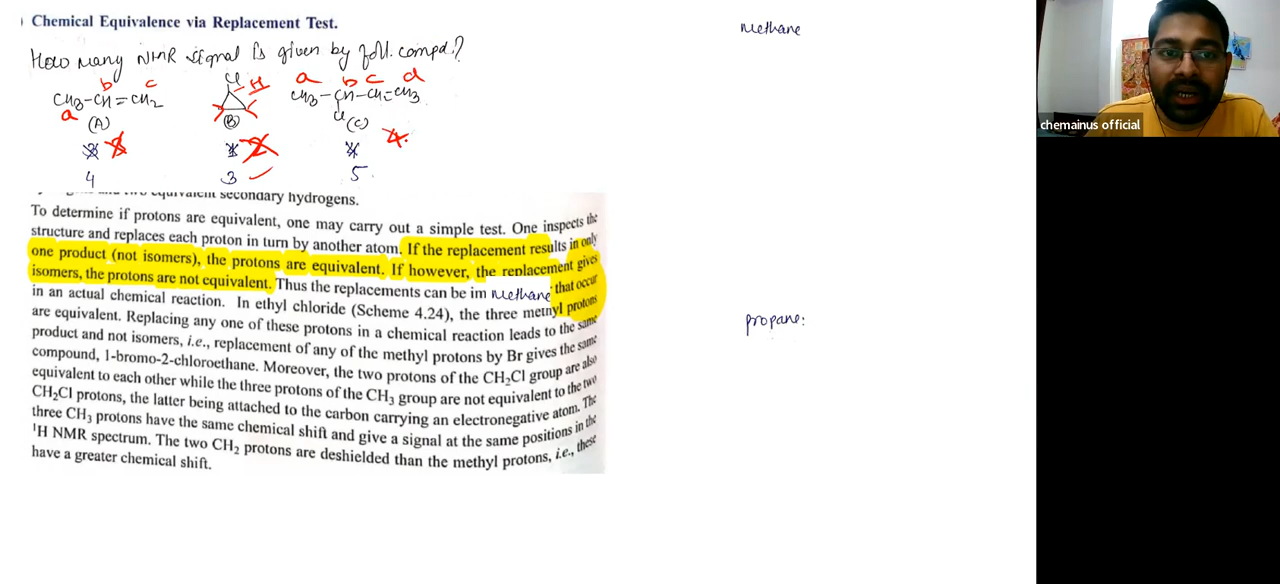 Chemical Equivalence via Replacement Test.
How many NMR signal is given by foll. compd.?
b c
CH3-CH=CH2
a
(A)
4
Cl
H
(B)
2
3
a b c d
CH3-CH-CH=CH3
Cl
(C)
4
5.
equivalent secondary hydrogens.
To determine if protons are equivalent, one may carry out a simple test. One inspects the
structure and replaces each proton in turn by another atom. If the replacement results in only
one product (not isomers), the protons are equivalent. If however, the replacement gives
isomers, the protons are not equivalent. Thus the replacements can be im methane that occur
in an actual chemical reaction. In ethyl chloride (Scheme 4.24), the three methyl protons
are equivalent. Replacing any one of these protons in a chemical reaction leads to the same
product and not isomers, i.e., replacement of any of the methyl protons by Br gives the same
compound, 1-bromo-2-chloroethane. Moreover, the two protons of the CH2Cl group are also
equivalent to each other while the three protons of the CH3 group are not equivalent to the two
CH2Cl protons, the latter being attached to the carbon carrying an electronegative atom. The
three CH3 protons have the same chemical shift and give a signal at the same positions in the
1H NMR spectrum. The two CH2 protons are deshielded than the methyl protons, i.e., these
have a greater chemical shift.
Methane
propane:
chemainus official